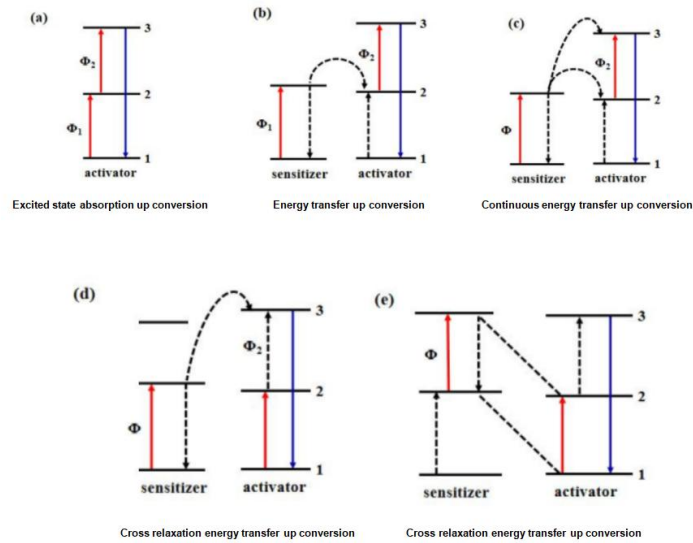 (a)
3
Φ2
2
Φ1
1
activator
Excited state absorption up conversion
(b)
3
Φ2
2
Φ1
1
sensitizer
activator
Energy transfer up conversion
(c)
3
Φ2
2
Φ
1
sensitizer
activator
Continuous energy transfer up conversion
(d)
3
Φ2
2
Φ
1
sensitizer
activator
Cross relaxation energy transfer up conversion
(e)
3
Φ
2
1
sensitizer
activator
Cross relaxation energy transfer up conversion